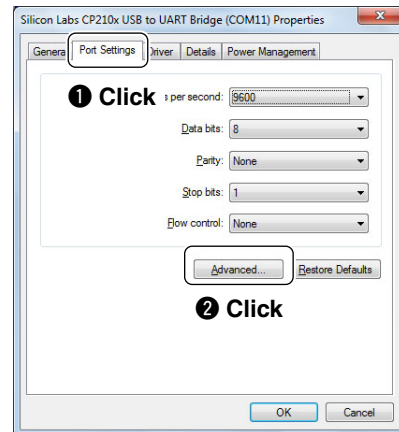 Silicon Labs CP210x USB to UART Bridge (COM11) Properties
Genera Port Settings Driver Details Power Management
❶ Click s per second: 9600
Data bits: 8
Parity: None
Stop bits: 1
Flow control: None
Advanced... Restore Defaults
❷ Click
OK Cancel